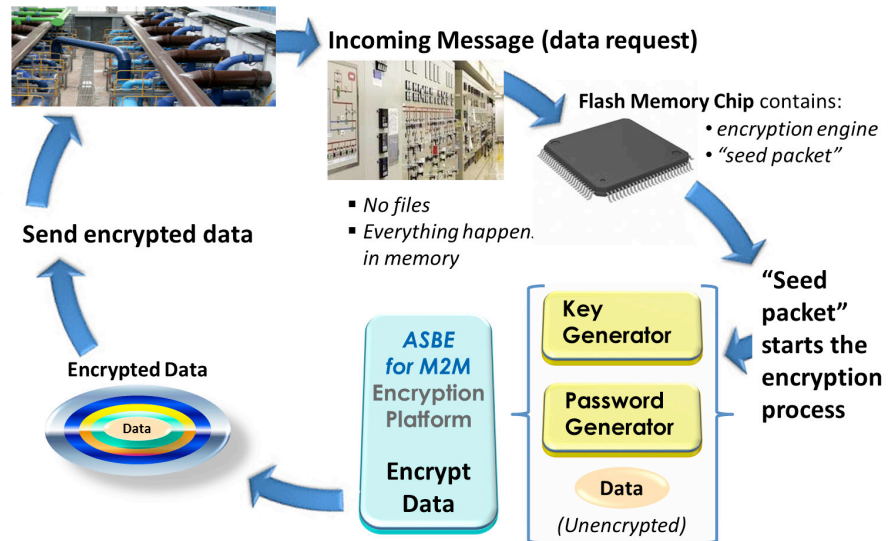 Incoming Message (data request)
Flash Memory Chip contains:
• encryption engine
• “seed packet”
▪ No files
▪ Everything happen.
in memory
“Seed
packet”
starts the
encryption
process
Key
Generator
Password
Generator
Data
(Unencrypted)
ASBE
for M2M
Encryption
Platform
Encrypt
Data
Encrypted Data
Data
Send encrypted data